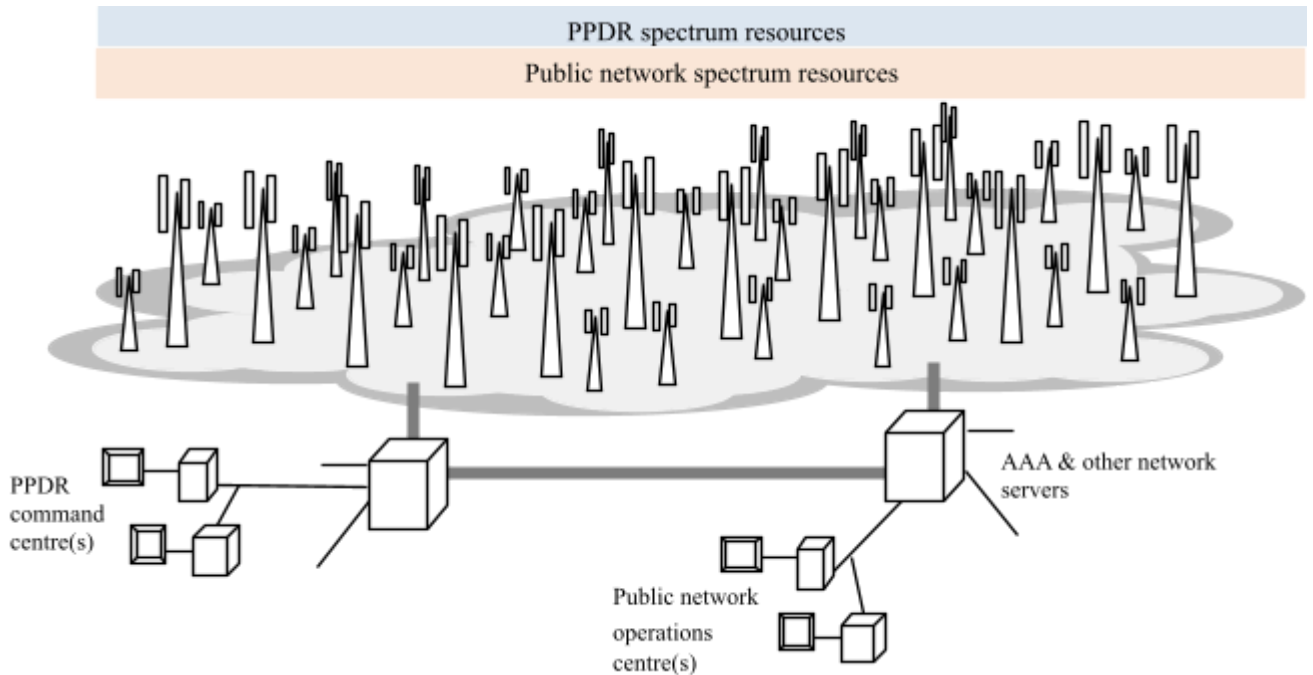 PPDR spectrum resources
Public network spectrum resources
PPDR
command
centre(s)
AAA & other network
servers
Public network
operations
centre(s)